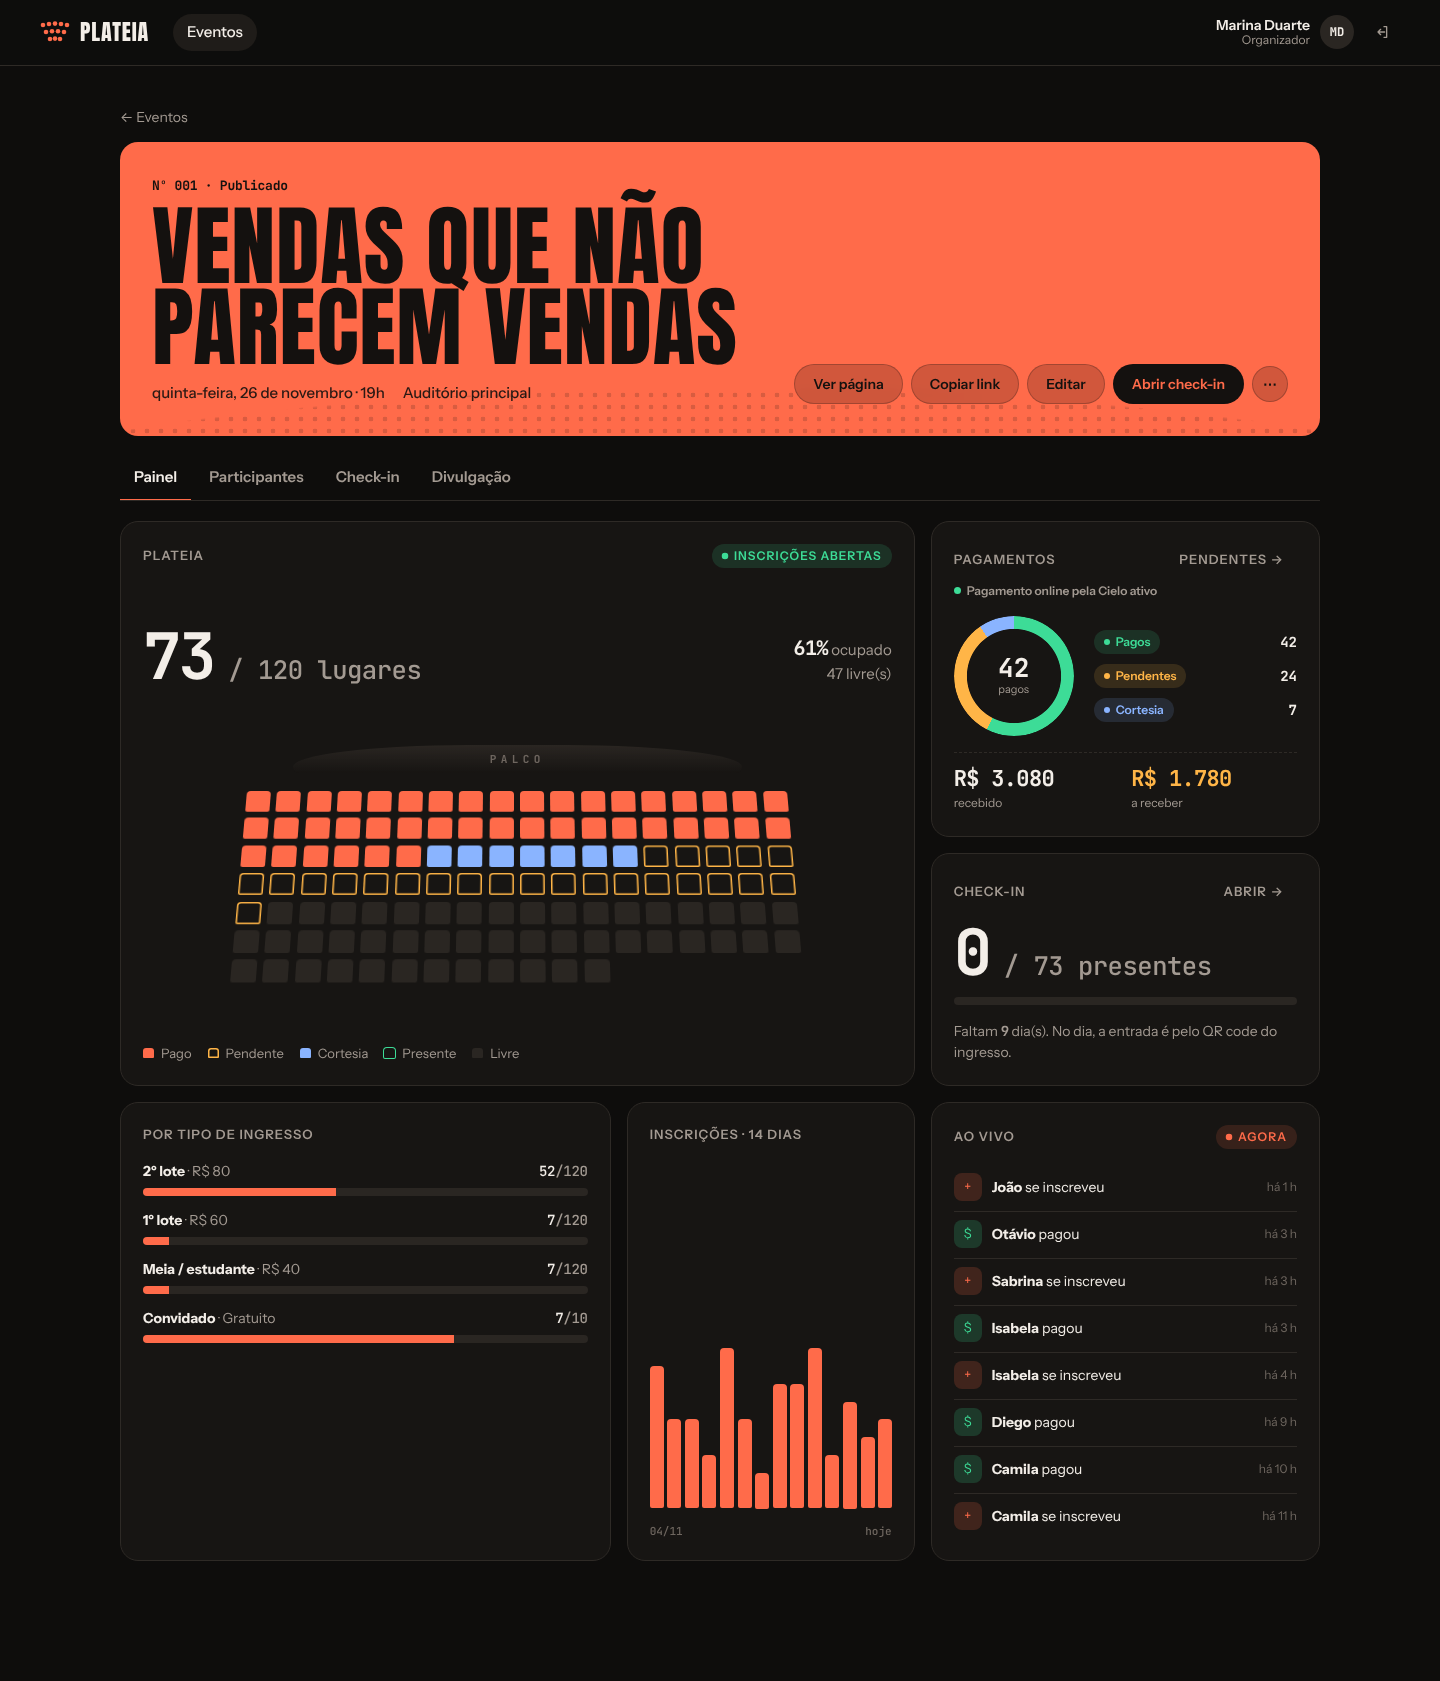 PLATEIA
Eventos
Marina Duarte
Organizador
MD
← Eventos
Nº 001 · Publicado
VENDAS QUE NÃO
PARECEM VENDAS
quinta-feira, 26 de novembro · 19h Auditório principal
Ver página
Copiar link
Editar
Abrir check-in
···
Painel
Participantes
Check-in
Divulgação
PLATEIA
INSCRIÇÕES ABERTAS
73 / 120 lugares
61% ocupado
47 livre(s)
PALCO
Pago
Pendente
Cortesia
Presente
Livre
PAGAMENTOS
PENDENTES →
Pagamento online pela Cielo ativo
42
pagos
Pagos 42
Pendentes 24
Cortesia 7
R$ 3.080
recebido
R$ 1.780
a receber
CHECK-IN
ABRIR →
0 / 73 presentes
Faltam 9 dia(s). No dia, a entrada é pelo QR code do
ingresso.
POR TIPO DE INGRESSO
2º lote · R$ 80 52/120
1º lote · R$ 60 7/120
Meia / estudante · R$ 40 7/120
Convidado · Gratuito 7/10
INSCRIÇÕES · 14 DIAS
04/11
hoje
AO VIVO
AGORA
+ João se inscreveu há 1 h
$ Otávio pagou há 3 h
+ Sabrina se inscreveu há 3 h
$ Isabela pagou há 3 h
+ Isabela se inscreveu há 4 h
$ Diego pagou há 9 h
$ Camila pagou há 10 h
+ Camila se inscreveu há 11 h